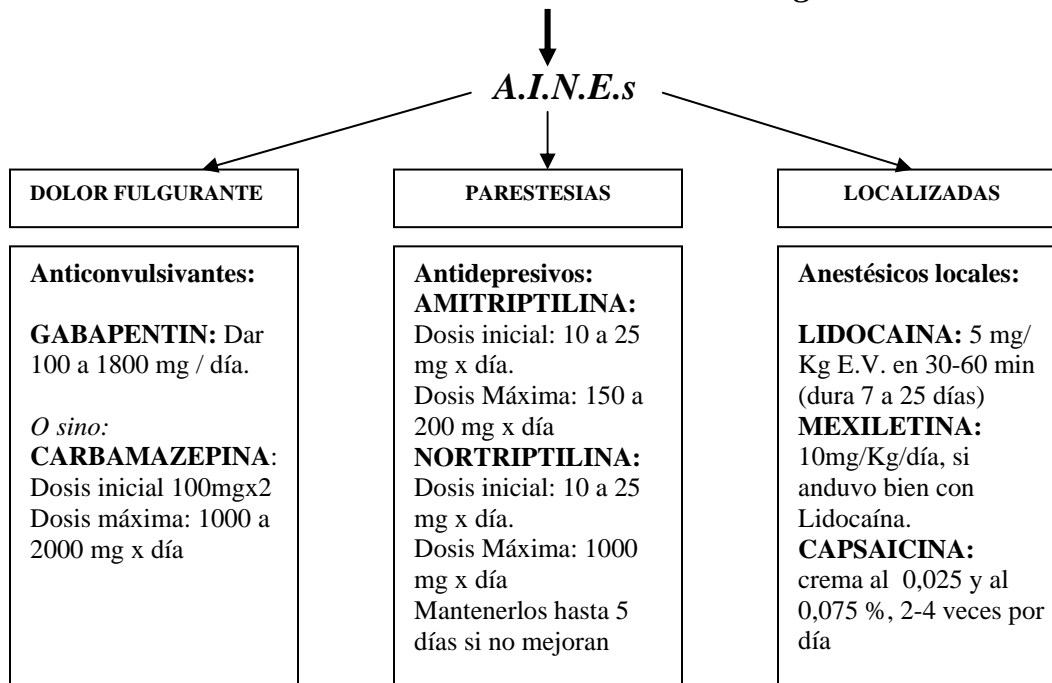 A.I.N.E.s
DOLOR FULGURANTE
PARESTESIAS
LOCALIZADAS
Anticonvulsivantes:
GABAPENTIN: Dar
100 a 1800 mg / día.
O sino:
CARBAMAZEPINA:
Dosis inicial 100mgx2
Dosis máxima: 1000 a
2000 mg x día
Antidepresivos:
AMITRIPTILINA:
Dosis inicial: 10 a 25
mg x día.
Dosis Máxima: 150 a
200 mg x día
NORTRIPTILINA:
Dosis inicial: 10 a 25
mg x día.
Dosis Máxima: 1000
mg x día
Mantenerlos hasta 5
días si no mejoran
Anestésicos locales:
LIDOCAINA: 5 mg/
Kg E.V. en 30-60 min
(dura 7 a 25 días)
MEXILETINA:
10mg/Kg/día, si
anduvo bien con
Lidocaína.
CAPSAICINA:
crema al  0,025 y al
0,075 %, 2-4 veces por
día